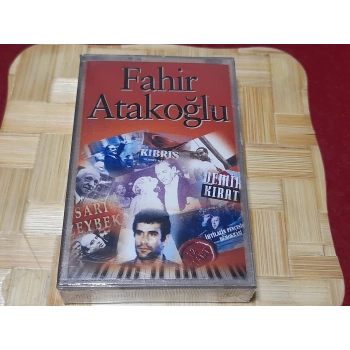 Fahir
Atakoğlu
KIBRIS
DEMİR
KIRAT
SARI
ZEYBEK